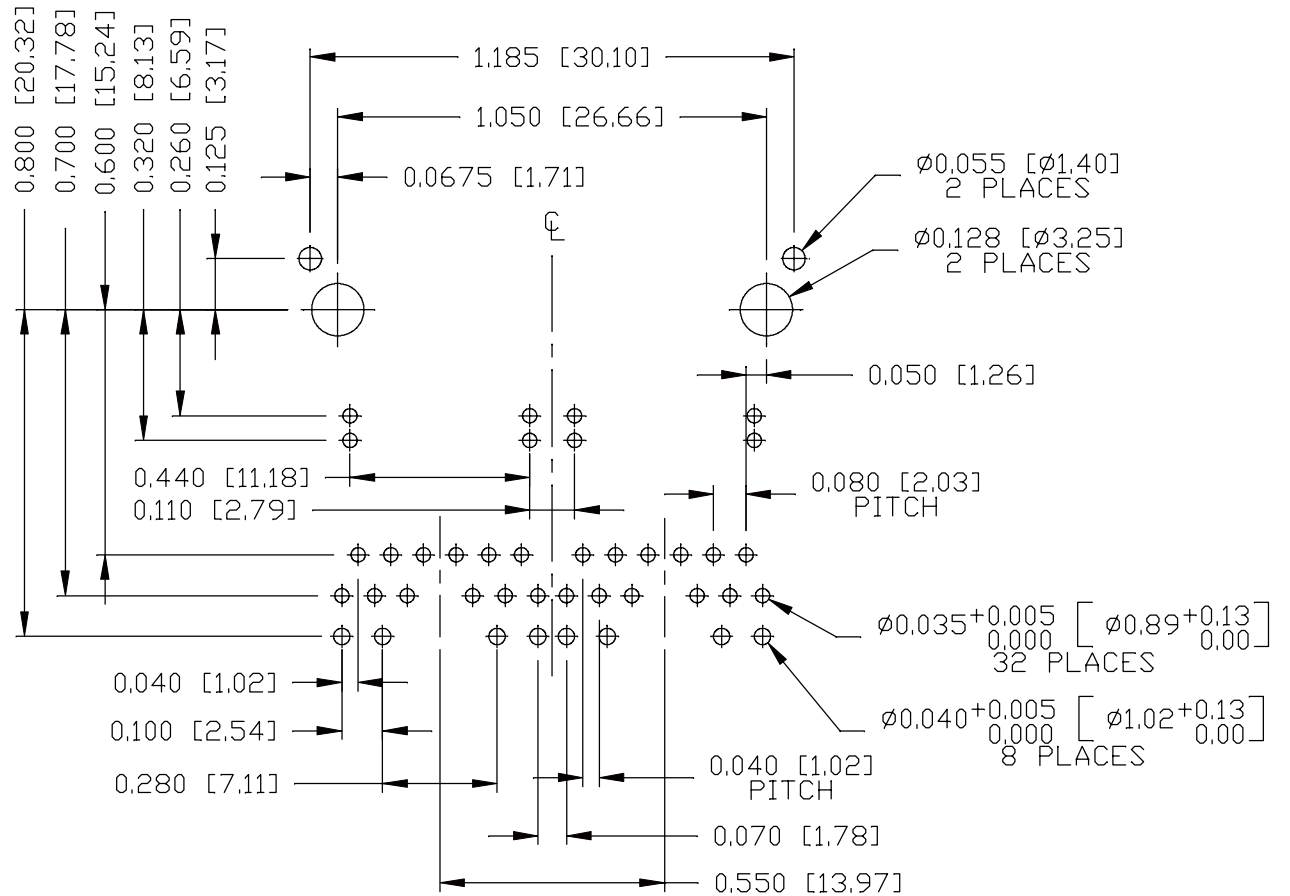 0.800 [20.32]
0.700 [17.78]
0.600 [15.24]
0.320 [8.13]
0.260 [6.59]
0.125 [3.17]
1.185 [30.10]
1.050 [26.66]
0.0675 [1.71]
℄
ø0.055 [ø1.40]
2 PLACES
ø0.128 [ø3.25]
2 PLACES
0.050 [1.26]
0.440 [11.18]
0.110 [2.79]
0.080 [2.03]
PITCH
ø0.035 +0.005 0.000 [ ø0.89 +0.13 0.00 ]
32 PLACES
0.040 [1.02]
0.100 [2.54]
0.280 [7.11]
ø0.040 +0.005 0.000 [ ø1.02 +0.13 0.00 ]
8 PLACES
0.040 [1.02]
PITCH
0.070 [1.78]
0.550 [13.97]